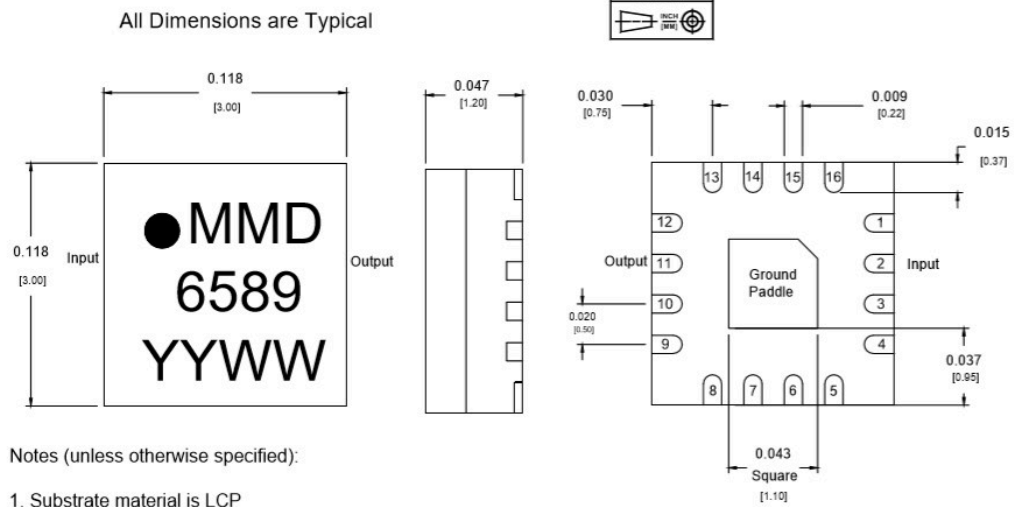 All Dimensions are Typical
INCH
[MM]
0.118
[3.00]
0.118
[3.00]
Input
MMD
6589
YYWW
Output
0.047
[1.20]
0.030
[0.75]
0.009
[0.22]
0.015
[0.37]
13 14 15 16
12 1
Output 11 2 Input
10 3
9 4
8 7 6 5
Ground
Paddle
0.020
[0.50]
0.037
[0.95]
0.043
Square
[1.10]
Notes (unless otherwise specified):
1. Substrate material is LCP